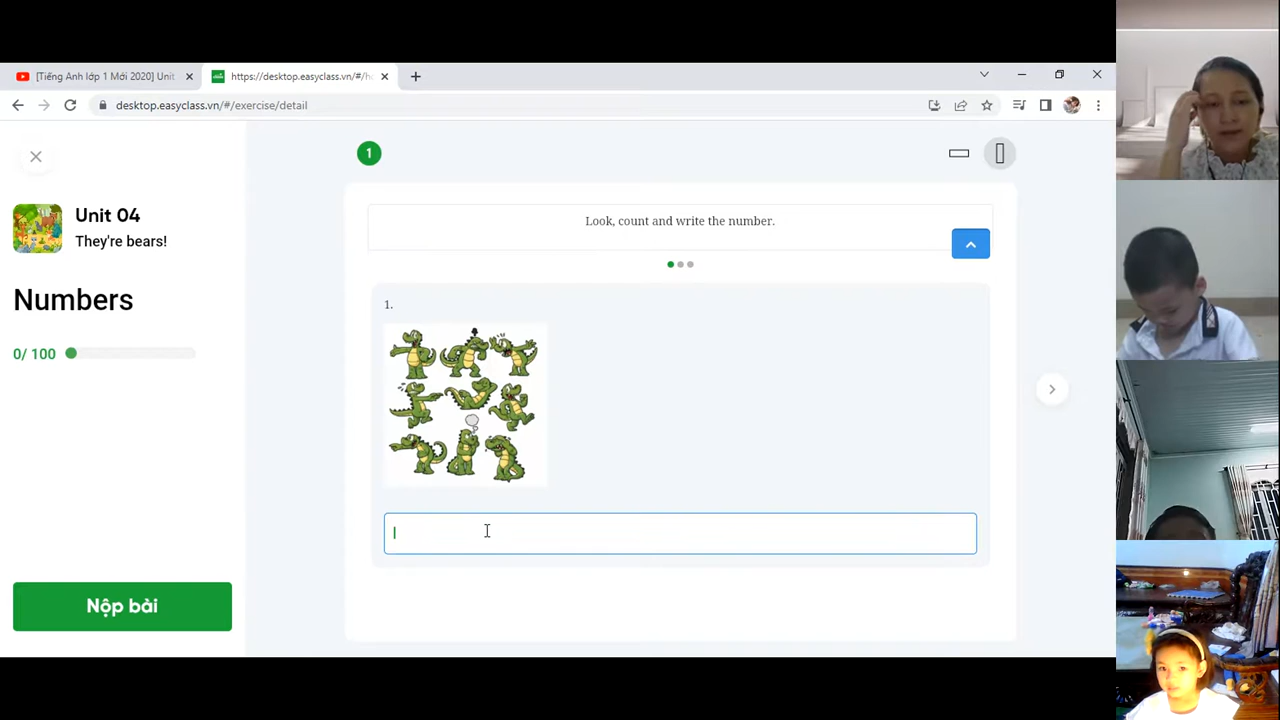 [Tiếng Anh lớp 1 Mới 2020] Unit
https://desktop.easyclass.vn/#/h
desktop.easyclass.vn/#/exercise/detail
Unit 04
They're bears!
Numbers
0/ 100
Nộp bài
1
Look, count and write the number.
1.